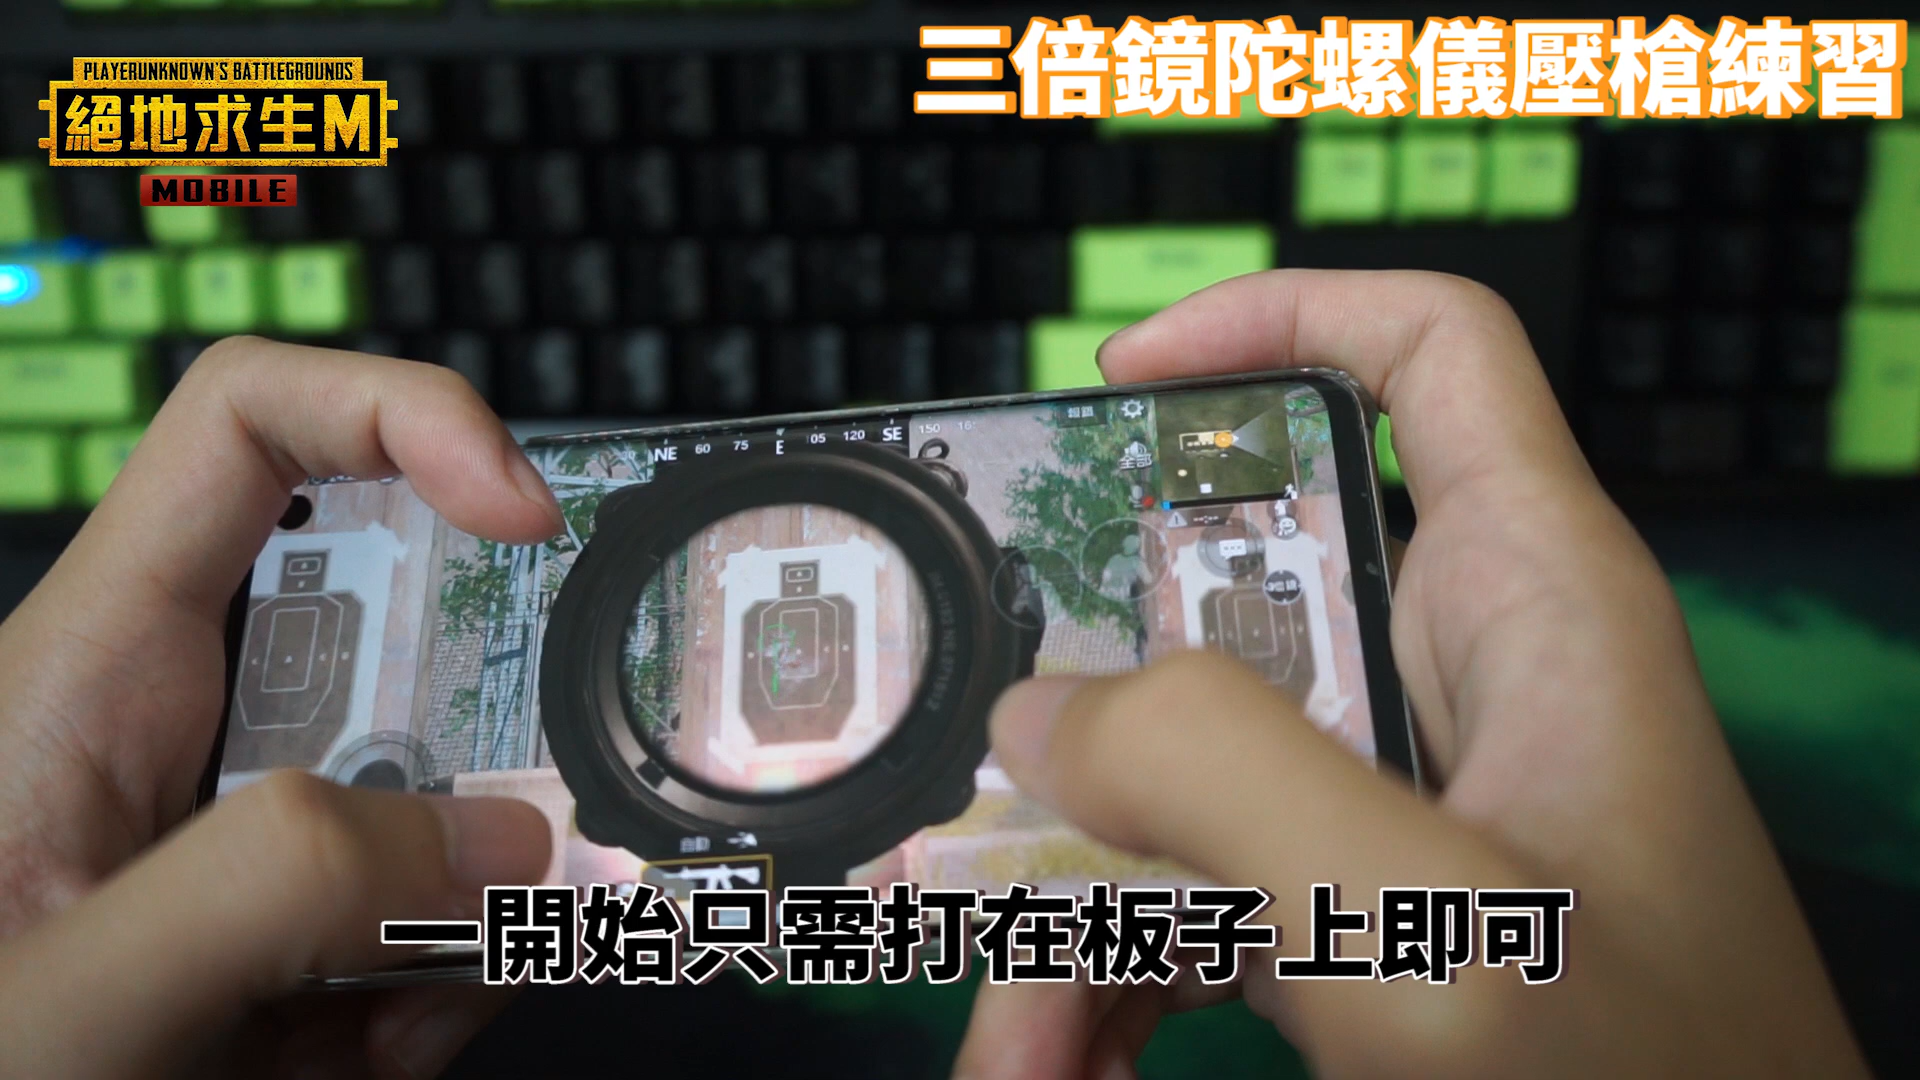 三倍鏡陀螺儀壓槍練習
PLAYERUNKNOWN'S BATTLEGROUNDS
絕地求生M
MOBILE
NE 60 75 E 105 120 SE 150
全部
自動
一開始只需打在板子上即可